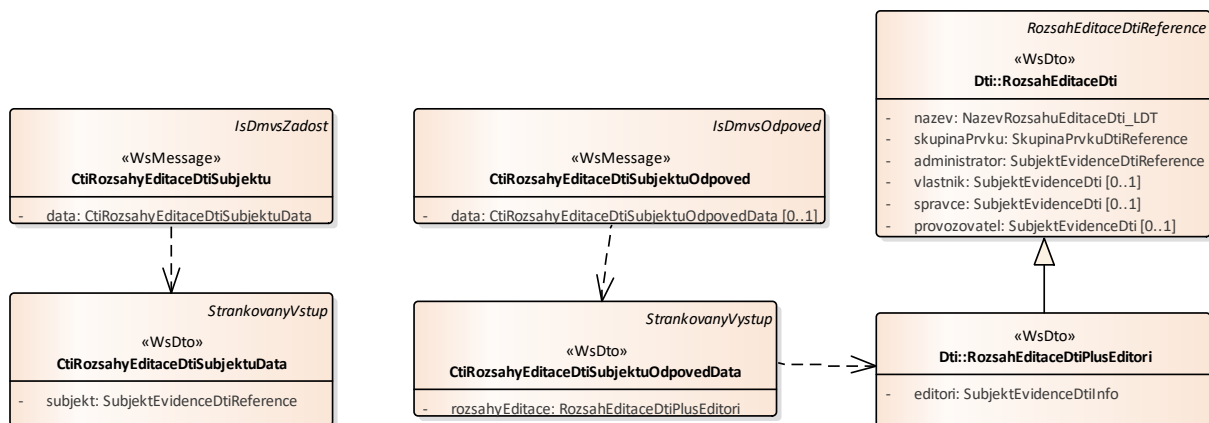 IsDmvsZadost
«WsMessage»
CtiRozsahyEditaceDtiSubjektu
- data: CtiRozsahyEditaceDtiSubjektuData
StrankovanyVstup
«WsDto»
CtiRozsahyEditaceDtiSubjektuData
- subjekt: SubjektEvidenceDtiReference
IsDmvsOdpoved
«WsMessage»
CtiRozsahyEditaceDtiSubjektuOdpoved
- data: CtiRozsahyEditaceDtiSubjektuOdpovedData [0..1]
StrankovanyVystup
«WsDto»
CtiRozsahyEditaceDtiSubjektuOdpovedData
- rozsahyEditace: RozsahEditaceDtiPlusEditori
RozsahEditaceDtiReference
«WsDto»
Dti::RozsahEditaceDti
- nazev: NazevRozsahuEditaceDti_LDT
- skupinaPrvku: SkupinaPrvkuDtiReference
- administrator: SubjektEvidenceDtiReference
- vlastnik: SubjektEvidenceDti [0..1]
- spravce: SubjektEvidenceDti [0..1]
- provozovatel: SubjektEvidenceDti [0..1]
«WsDto»
Dti::RozsahEditaceDtiPlusEditori
- editori: SubjektEvidenceDtiInfo